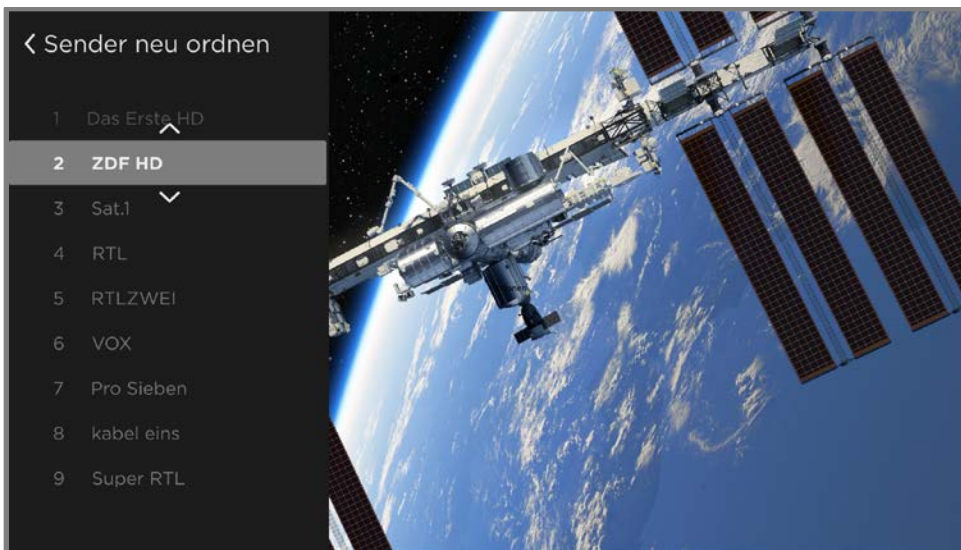 Sender neu ordnen
1 Das Erste HD
2 ZDF HD
3 Sat.1
4 RTL
5 RTLZWEI
6 VOX
7 Pro Sieben
8 kabel eins
9 Super RTL